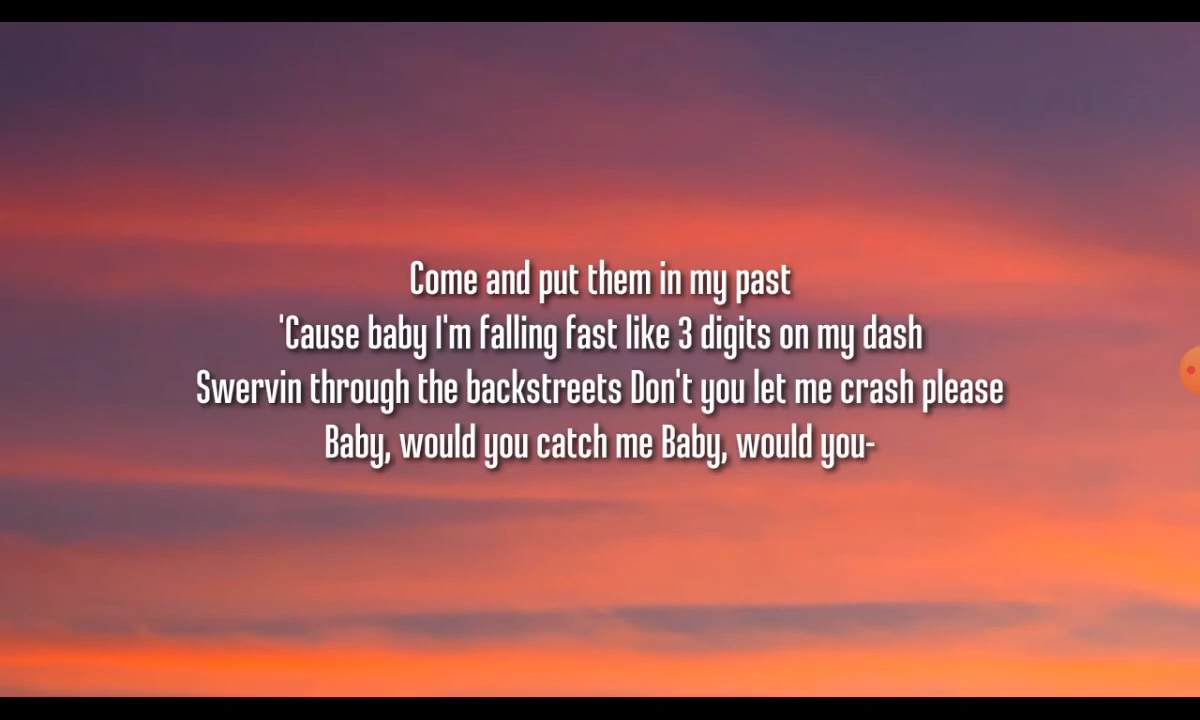 Come and put them in my past
'Cause baby I'm falling fast like 3 digits on my dash
Swervin through the backstreets Don't you let me crash please
Baby, would you catch me Baby, would you-